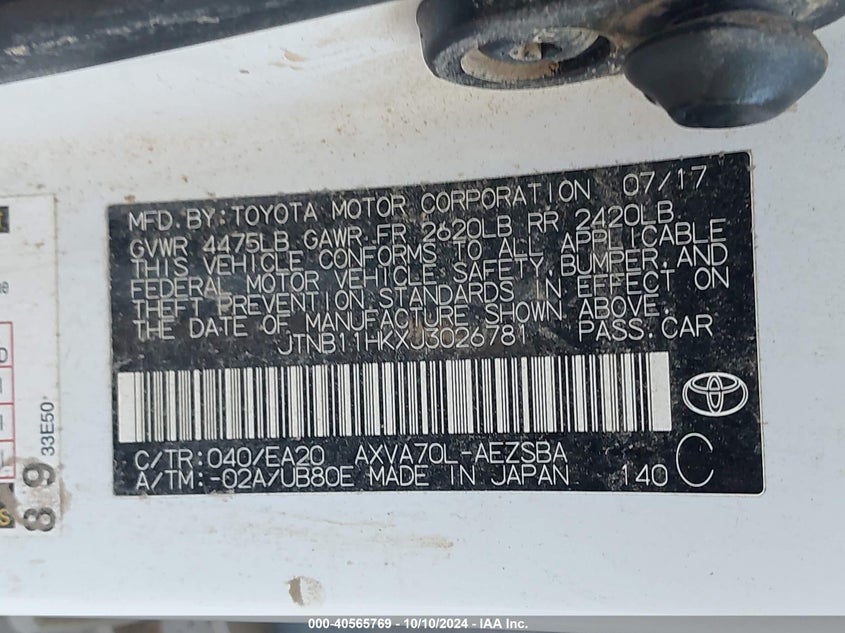 MFD.BY:TOYOTA MOTOR CORPORATION 07/17
GVWR 4475LB GAWR FR 2620LB RR 2420LB
THIS VEHICLE CONFORMS TO ALL APPLICABLE
FEDERAL MOTOR VEHICLE SAFETY,BUMPER,AND
THEFT PREVENTION STANDARDS IN EFFECT ON
THE DATE OF MANUFACTURE SHOWN ABOVE.
JTNB11HKXJ3026781 PASS.CAR
C/TR:040/EA20 AXVA70L-AEZSBA
A/TM:-02A/UB80E MADE IN JAPAN 140 C
33E50
89
000-40565769 - 10/10/2024 - IAA Inc.